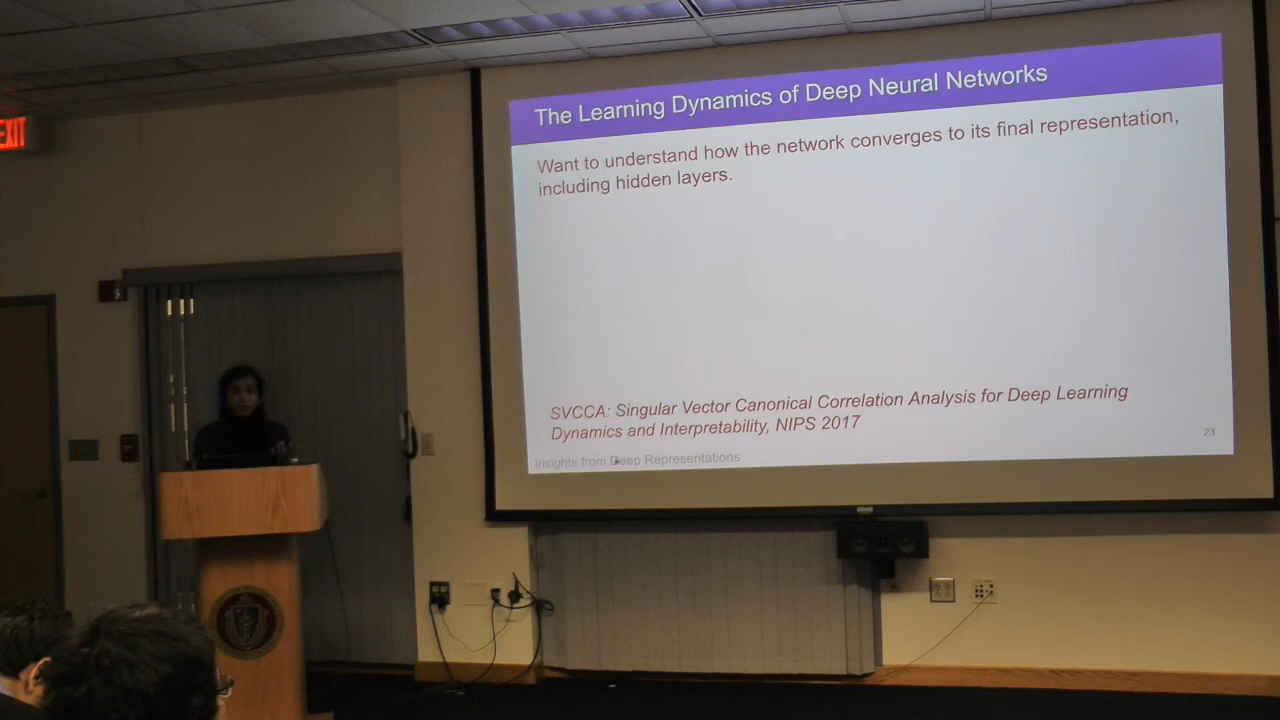 EXIT
The Learning Dynamics of Deep Neural Networks
Want to understand how the network converges to its final representation,
including hidden layers.
SVCCA: Singular Vector Canonical Correlation Analysis for Deep Learning
Dynamics and Interpretability, NIPS 2017
23
Insights from Deep Representations